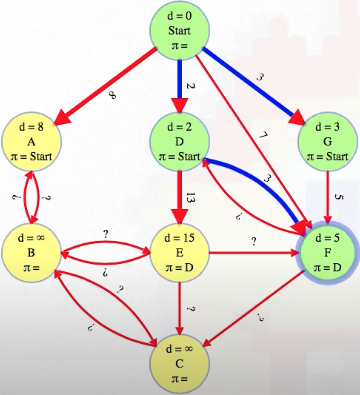 d = 0
Start
π =
8
2
3
7
d = 8
A
π = Start
d = 2
D
π = Start
d = 3
G
π = Start
?
?
13
3
?
5
d = ∞
B
π =
?
?
d = 15
E
π = D
?
d = 5
F
π = D
?
?
?
?
d = ∞
C
π =